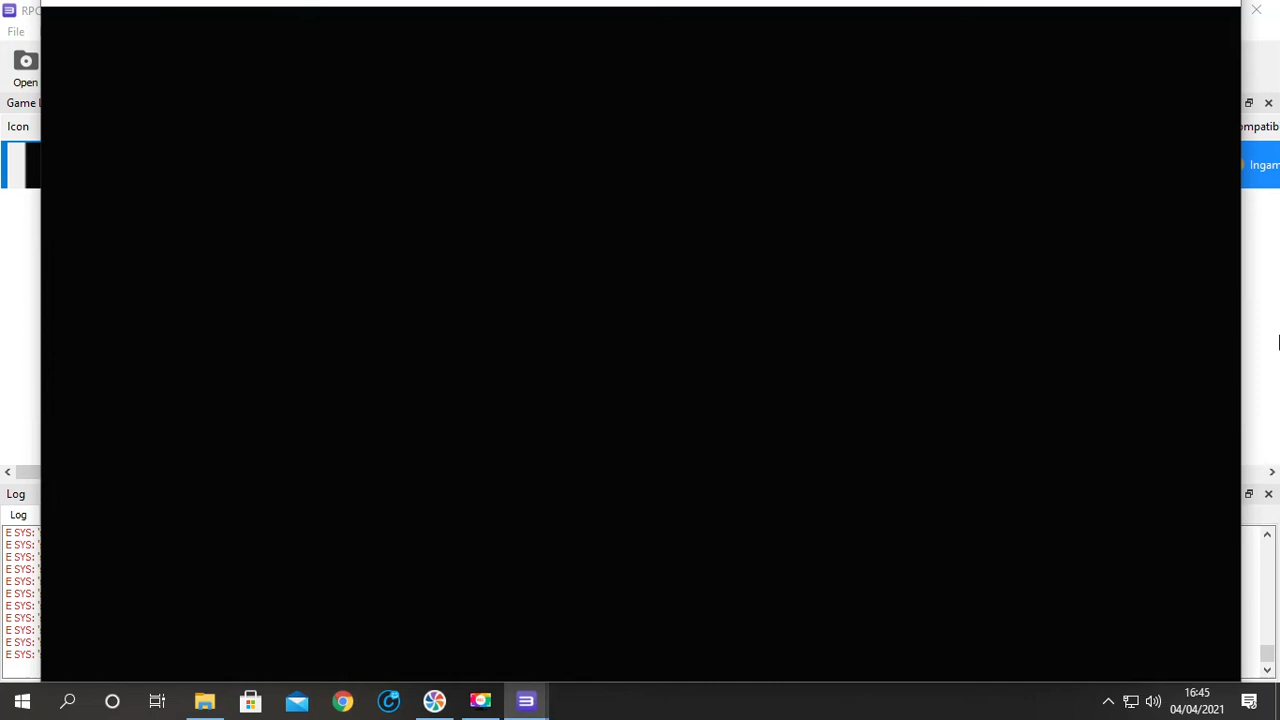 RPC
File
Open
Game L
Icon
ompatib
Ingam
Log
Log
E SYS: '
E SYS: '
E SYS: '
E SYS: '
E SYS: '
E SYS: '
E SYS: '
E SYS: '
E SYS: '
E SYS: '
E SYS: '
16:45
04/04/2021